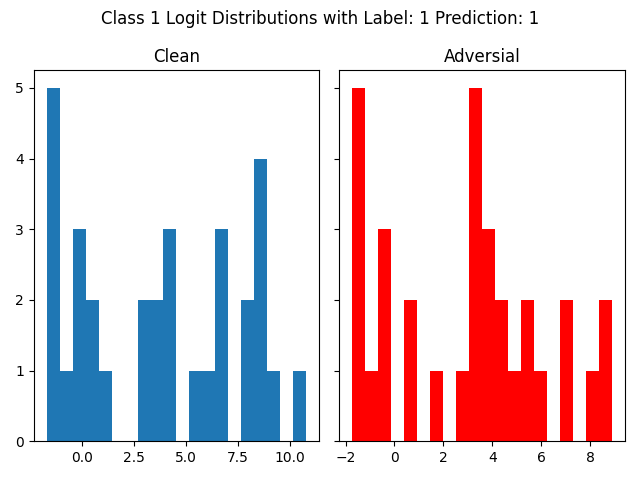 Class 1 Logit Distributions with Label: 1 Prediction: 1
Clean
Adversial
5
4
3
2
1
0
0.0 2.5 5.0 7.5 10.0
−2 0 2 4 6 8